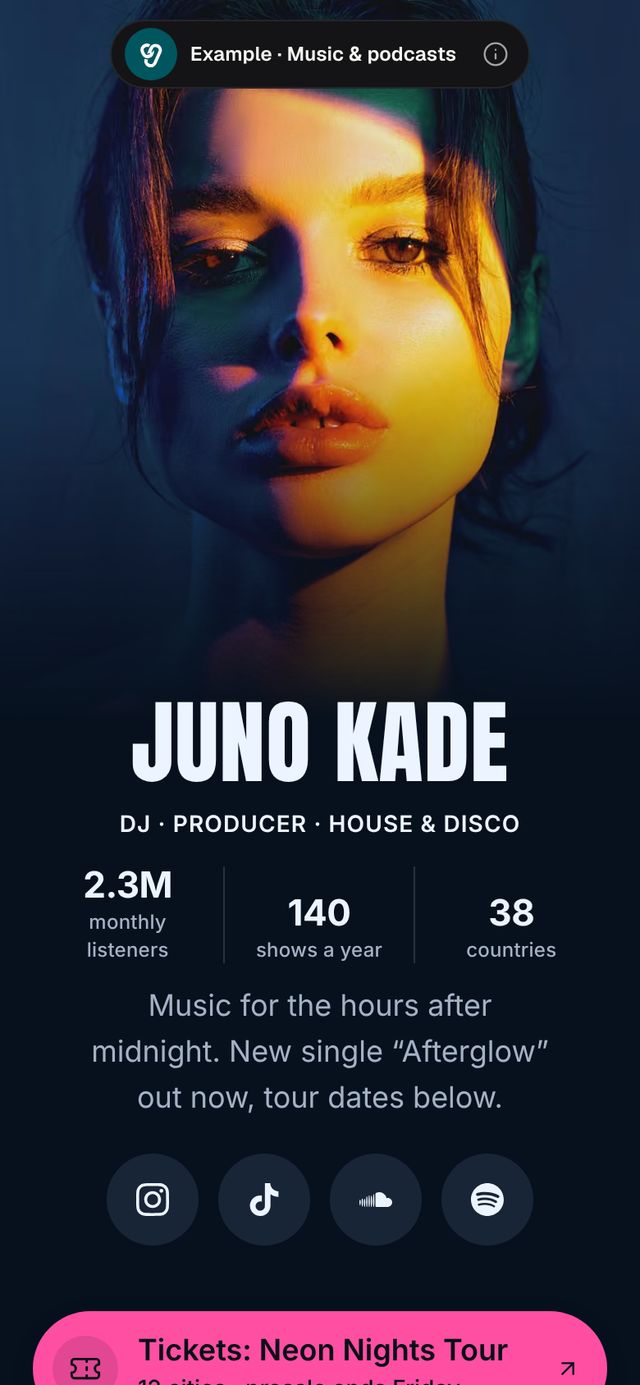 Example · Music & podcasts
JUNO KADE
DJ · PRODUCER · HOUSE & DISCO
2.3M
monthly
listeners
140
shows a year
38
countries
Music for the hours after
midnight. New single “Afterglow”
out now, tour dates below.
Tickets: Neon Nights Tour